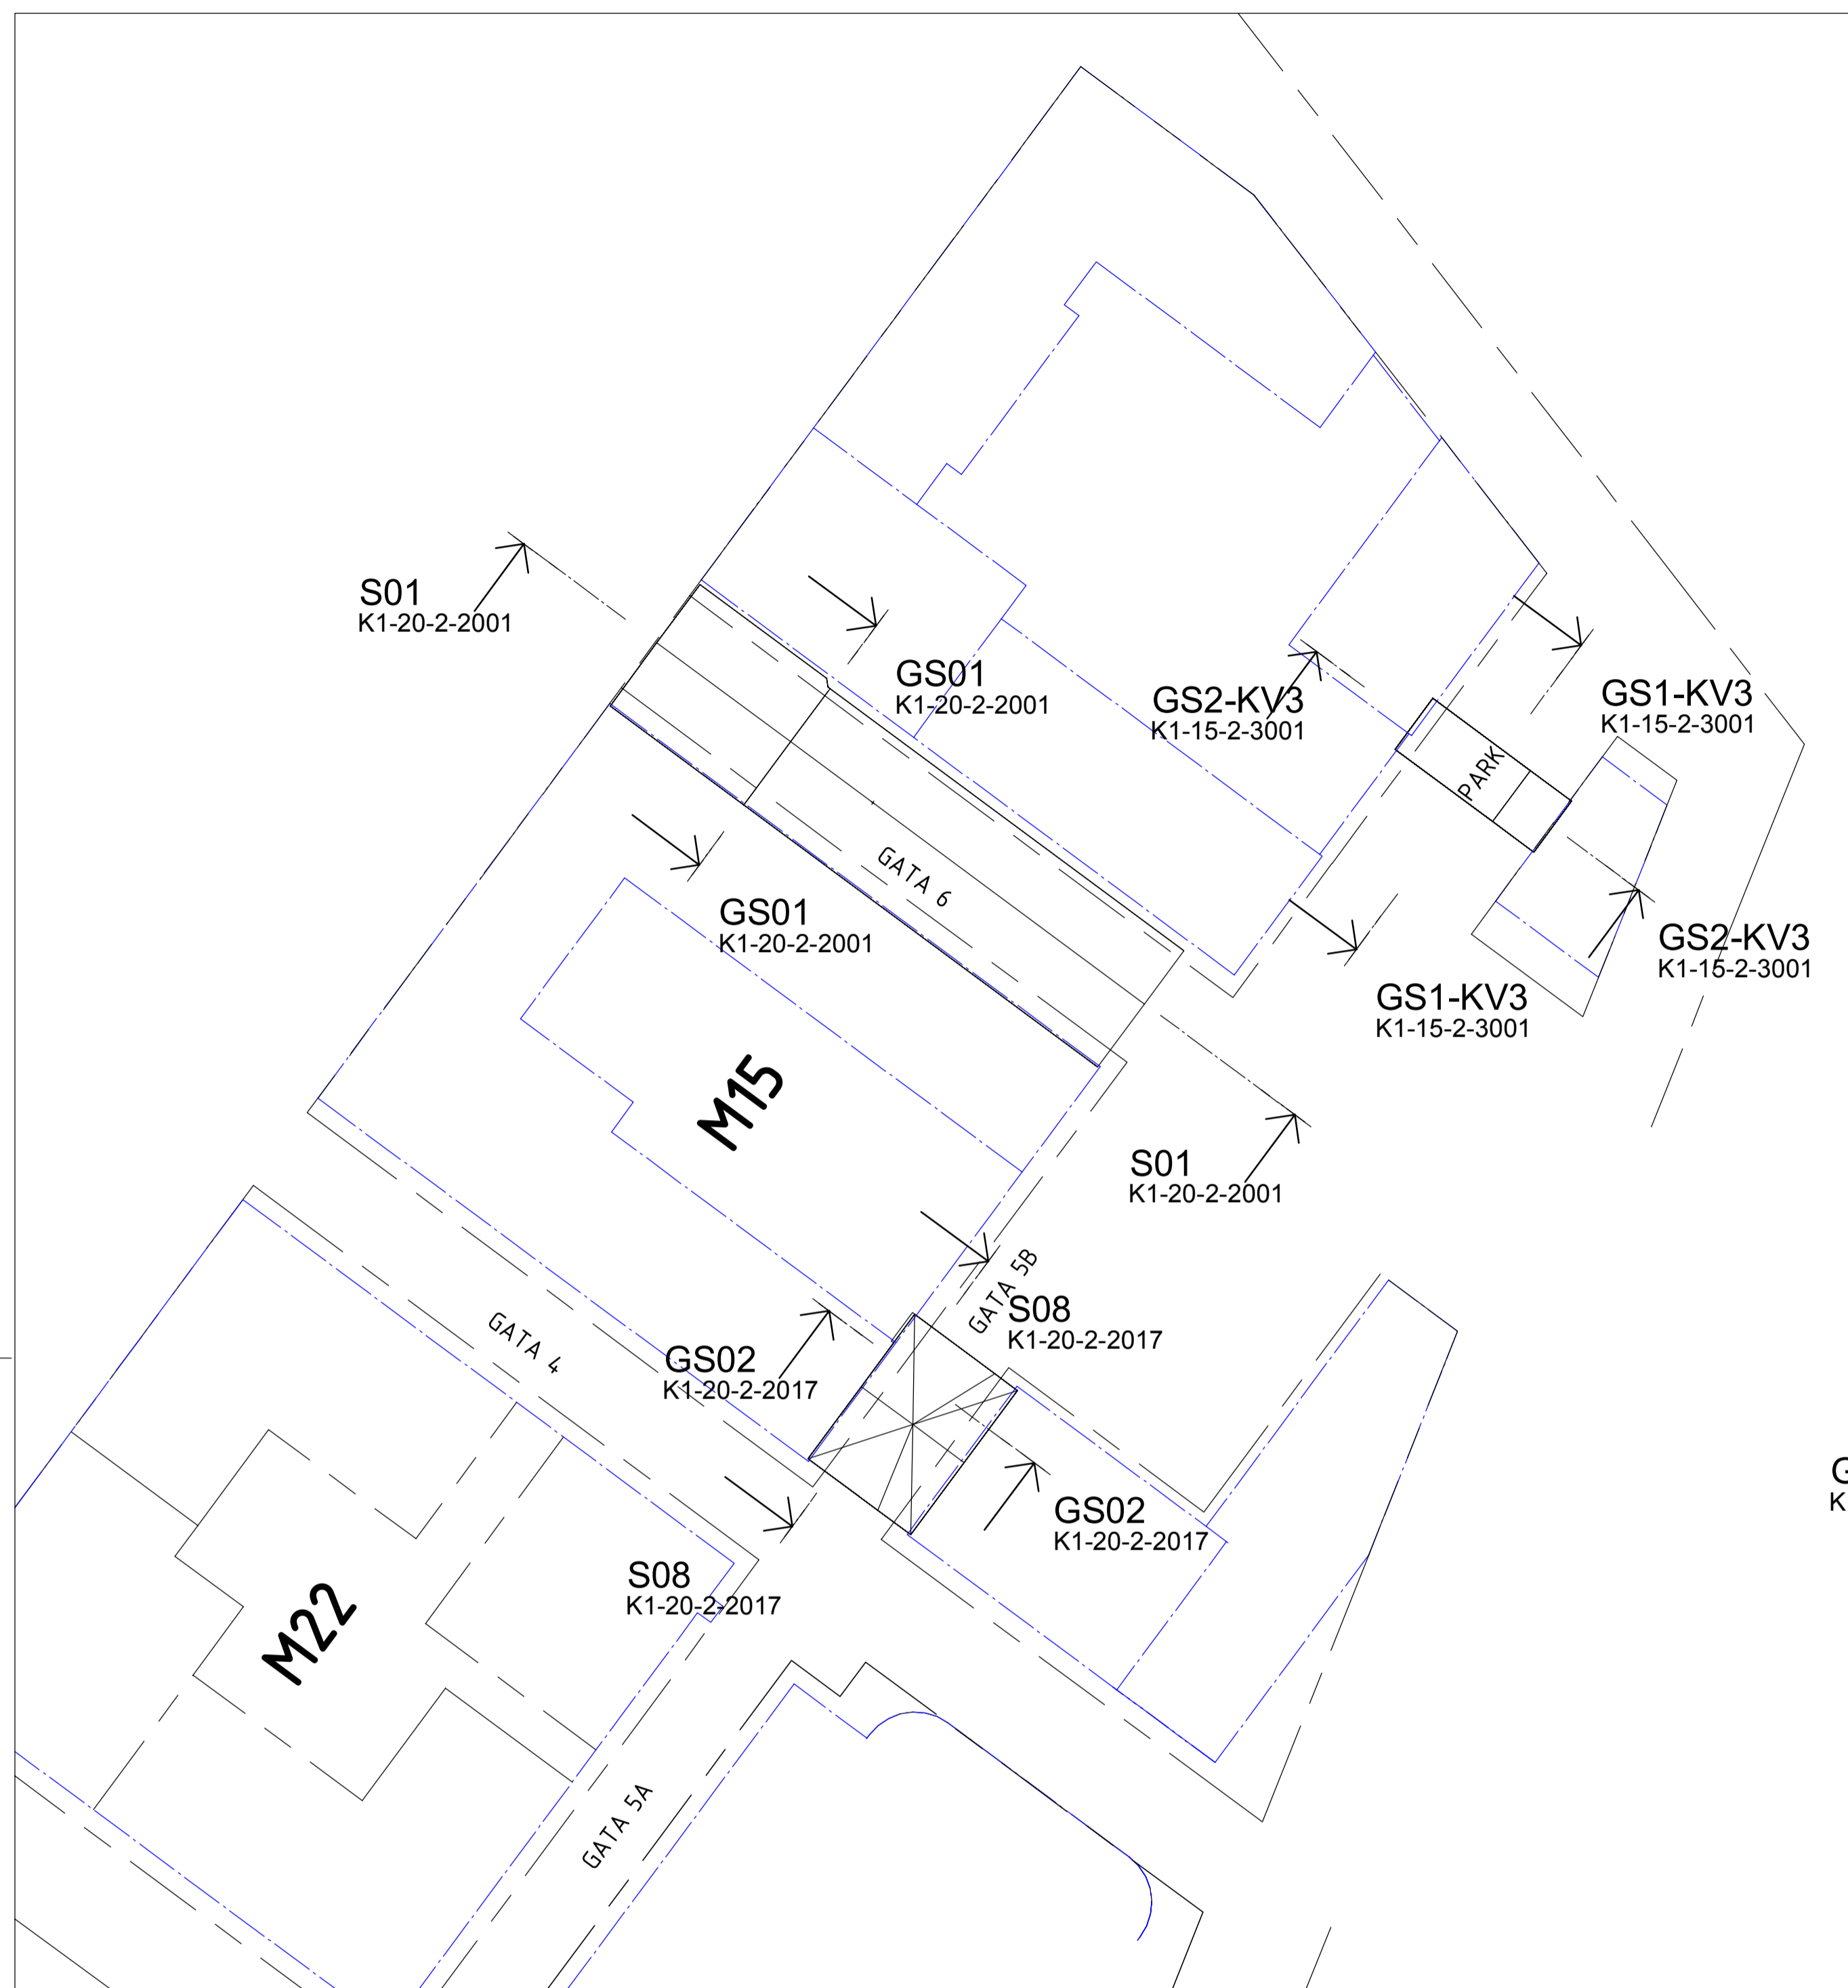 S01
K1-20-2-2001
GS01
K1-20-2-2001
GS2-KV3
K1-15-2-3001
GS1-KV3
K1-15-2-3001
PARK
GATA 6
GS01
K1-20-2-2001
GS2-KV3
K1-15-2-3001
GS1-KV3
K1-15-2-3001
M15
S01
K1-20-2-2001
GATA 5B
S08
K1-20-2-2017
GATA 4
GS02
K1-20-2-2017
G
K
GS02
K1-20-2-2017
S08
K1-20-2-2017
M22
GATA 5A